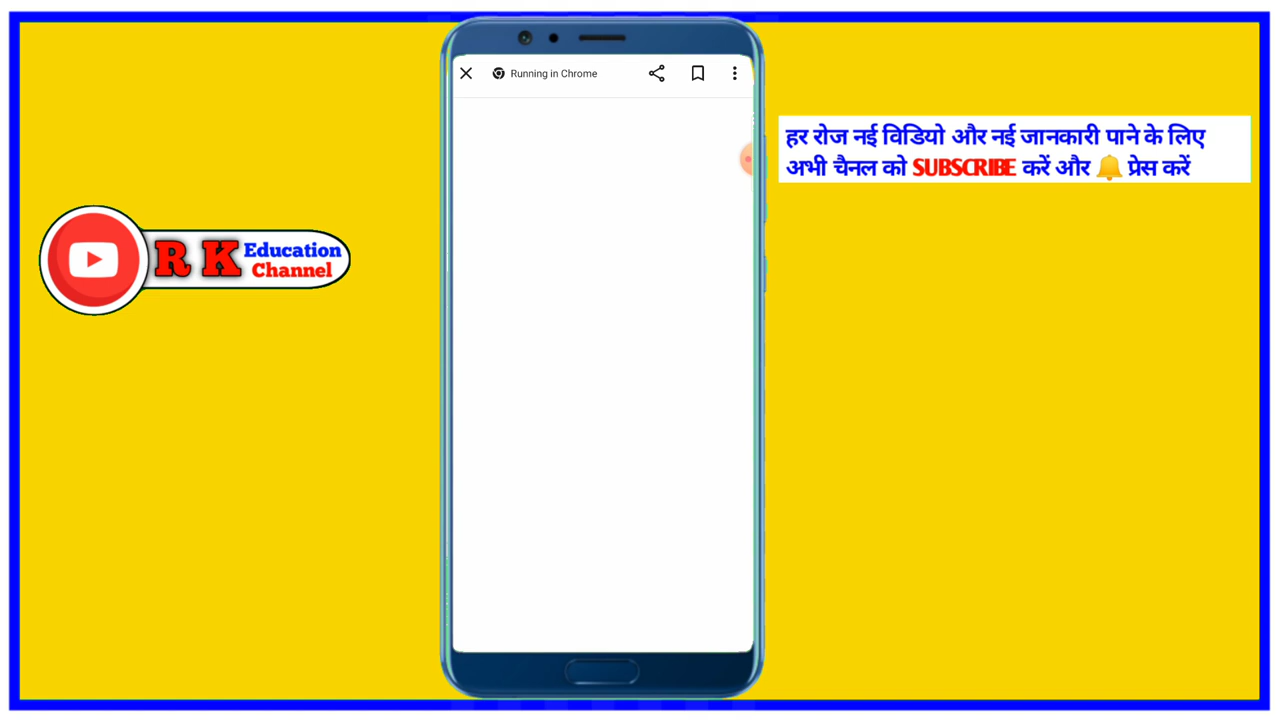 Running in Chrome
हर रोज नई विडियो और नई जानकारी पाने के लिए
अभी चैनल को SUBSCRIBE करें और 🔔 प्रेस करें
R K Education
Channel